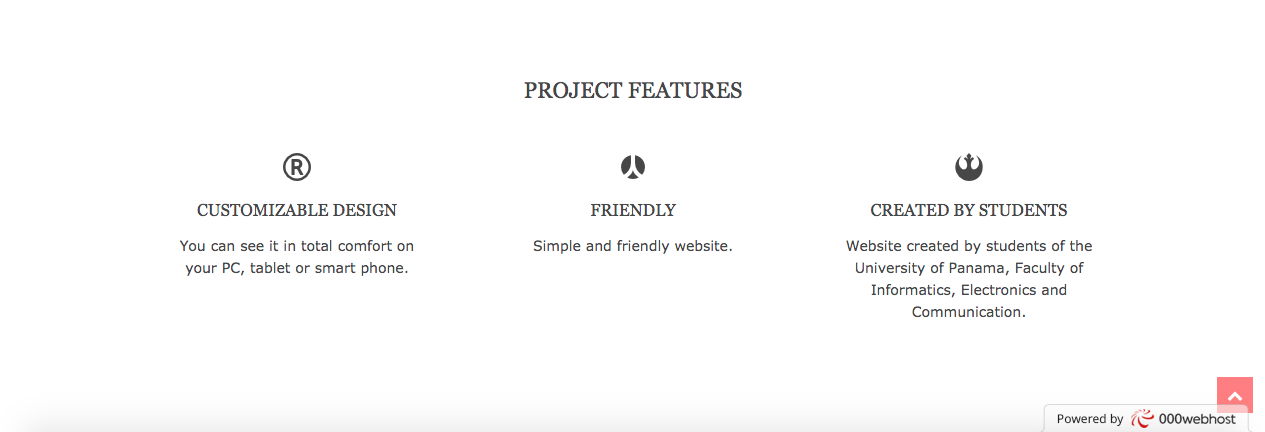 PROJECT FEATURES
®
CUSTOMIZABLE DESIGN
You can see it in total comfort on
your PC, tablet or smart phone.
FRIENDLY
Simple and friendly website.
CREATED BY STUDENTS
Website created by students of the
University of Panama, Faculty of
Informatics, Electronics and
Communication.
Powered by 000webhost